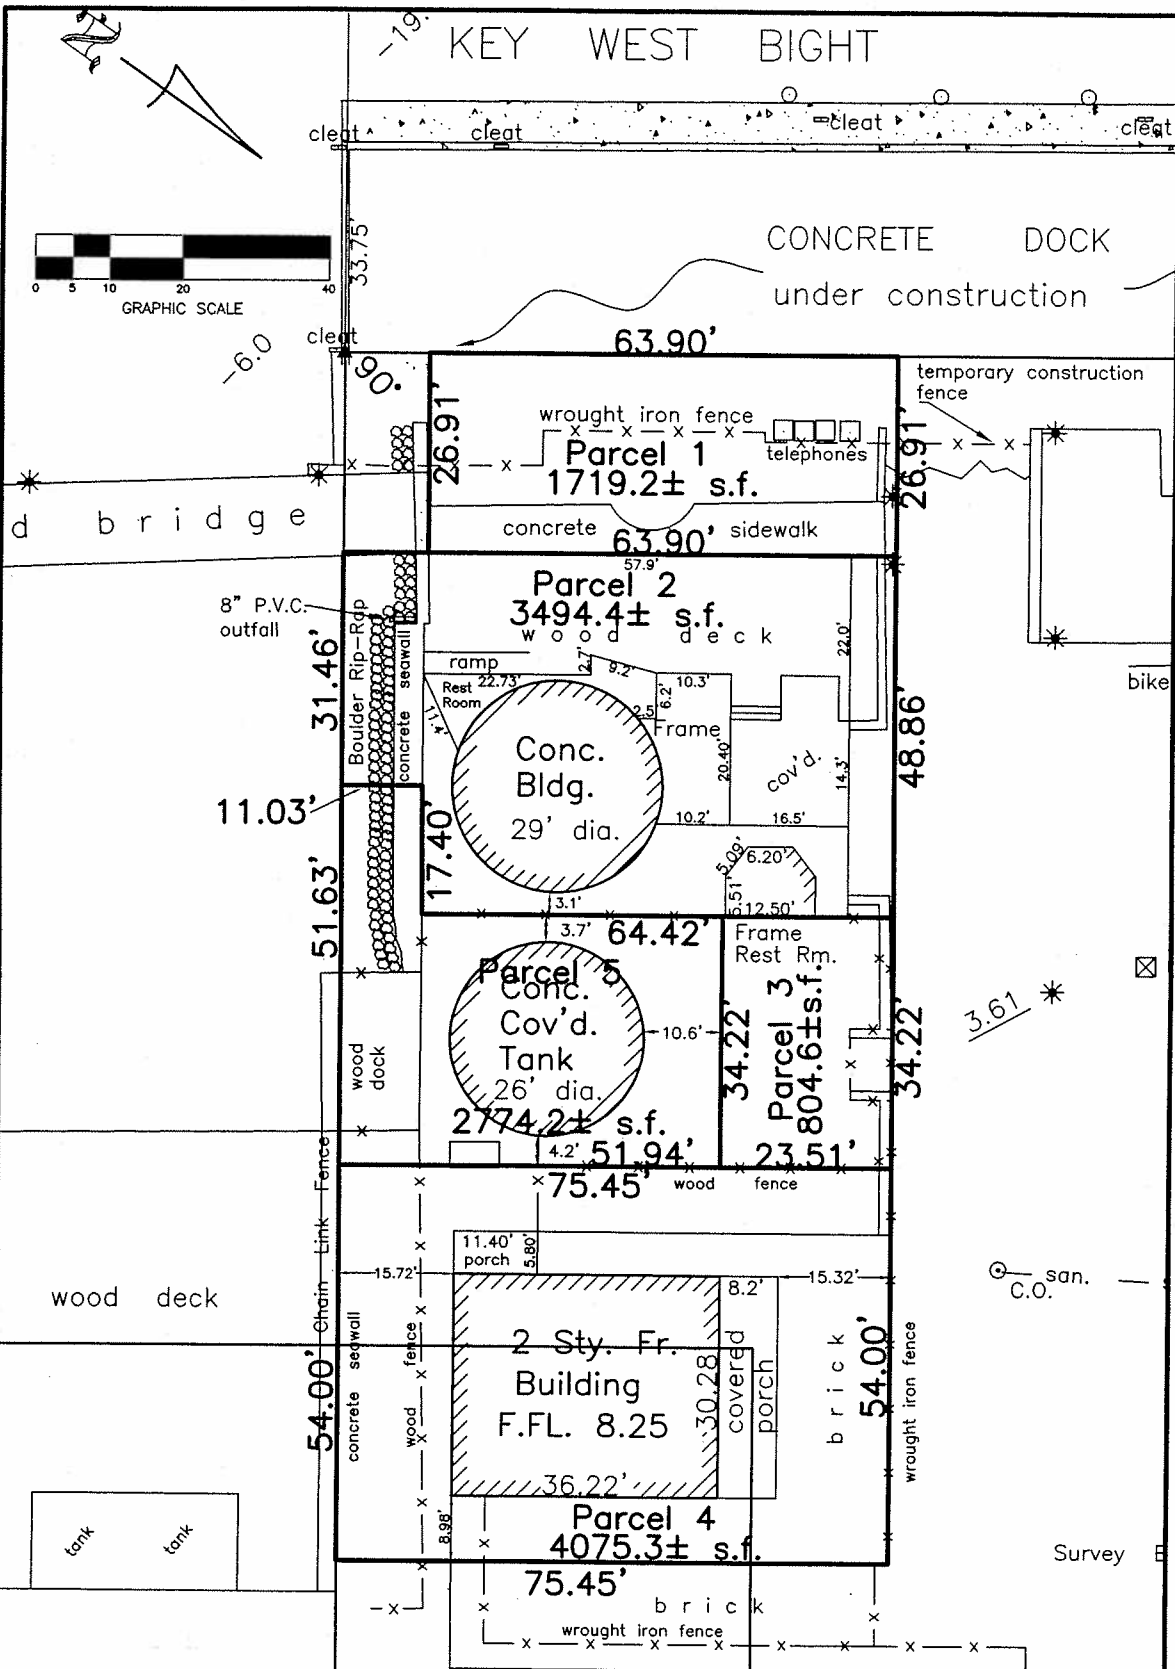 N
-19.
KEY WEST BIGHT
cleat
cleat
cleat
cleat
33.75'
0 5 10 20 40
GRAPHIC SCALE
CONCRETE DOCK
under construction
cleat
-6.0
90°
63.90'
temporary construction
fence
26.91'
wrought iron fence
telephones
26.91'
Parcel 1
1719.2± s.f.
d bridge
concrete sidewalk
63.90'
57.9'
Parcel 2
3494.4± s.f.
wood deck
8" P.V.C.
outfall
Boulder Rip-Rap
concrete seawall
31.46'
ramp
22.73'
Rest
Room
11.4'
2.7'
9.2'
6.2'
10.3'
2.5
Frame
22.0'
bike
Conc.
Bldg.
29' dia.
20.40'
cov'd.
14.3'
48.86'
11.03'
17.40'
10.2'
16.5'
5.09'
6.20'
5.51'
12.50'
51.63'
3.1'
3.7'
64.42'
Frame
Rest Rm.
Parcel 5
Conc.
Cov'd.
Tank
26' dia.
2774.2± s.f.
10.6'
34.22'
Parcel 3
804.6±s.f.
34.22'
3.61
wood
dock
4.2'
51.94'
23.51'
75.45'
wood fence
Chain Link Fence
11.40'
porch
5.80'
15.72'
8.2'
15.32'
san.
C.O.
wood deck
concrete seawall
wood fence
54.00'
2 Sty. Fr.
Building
F.FL. 8.25
30.28
covered
porch
brick
54.00'
wrought iron fence
36.22'
8.98'
tank
tank
Parcel 4
4075.3± s.f.
75.45'
Survey
brick
wrought iron fence